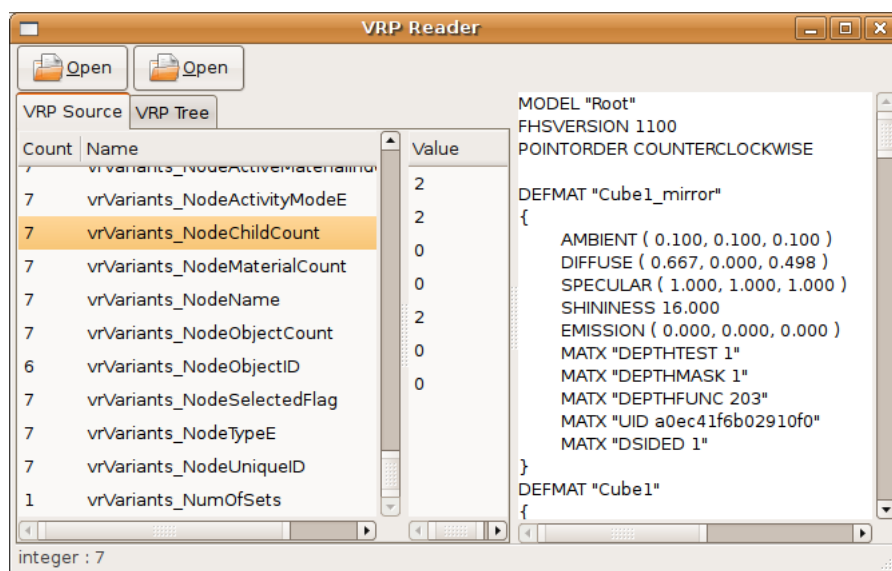 VRP Reader
Open Open
VRP Source VRP Tree
Count Name
7 vrVariants_NodeActiveMaterialInd
7 vrVariants_NodeActivityModeE
7 vrVariants_NodeChildCount
7 vrVariants_NodeMaterialCount
7 vrVariants_NodeName
7 vrVariants_NodeObjectCount
6 vrVariants_NodeObjectID
7 vrVariants_NodeSelectedFlag
7 vrVariants_NodeTypeE
7 vrVariants_NodeUniqueID
1 vrVariants_NumOfSets
Value
2
2
0
0
2
0
0
MODEL "Root"
FHSVERSION 1100
POINTORDER COUNTERCLOCKWISE
DEFMAT "Cube1_mirror"
{
AMBIENT ( 0.100, 0.100, 0.100 )
DIFFUSE ( 0.667, 0.000, 0.498 )
SPECULAR ( 1.000, 1.000, 1.000 )
SHININESS 16.000
EMISSION ( 0.000, 0.000, 0.000 )
MATX "DEPTHTEST 1"
MATX "DEPTHMASK 1"
MATX "DEPTHFUNC 203"
MATX "UID a0ec41f6b02910f0"
MATX "DSIDED 1"
}
DEFMAT "Cube1"
{
integer : 7